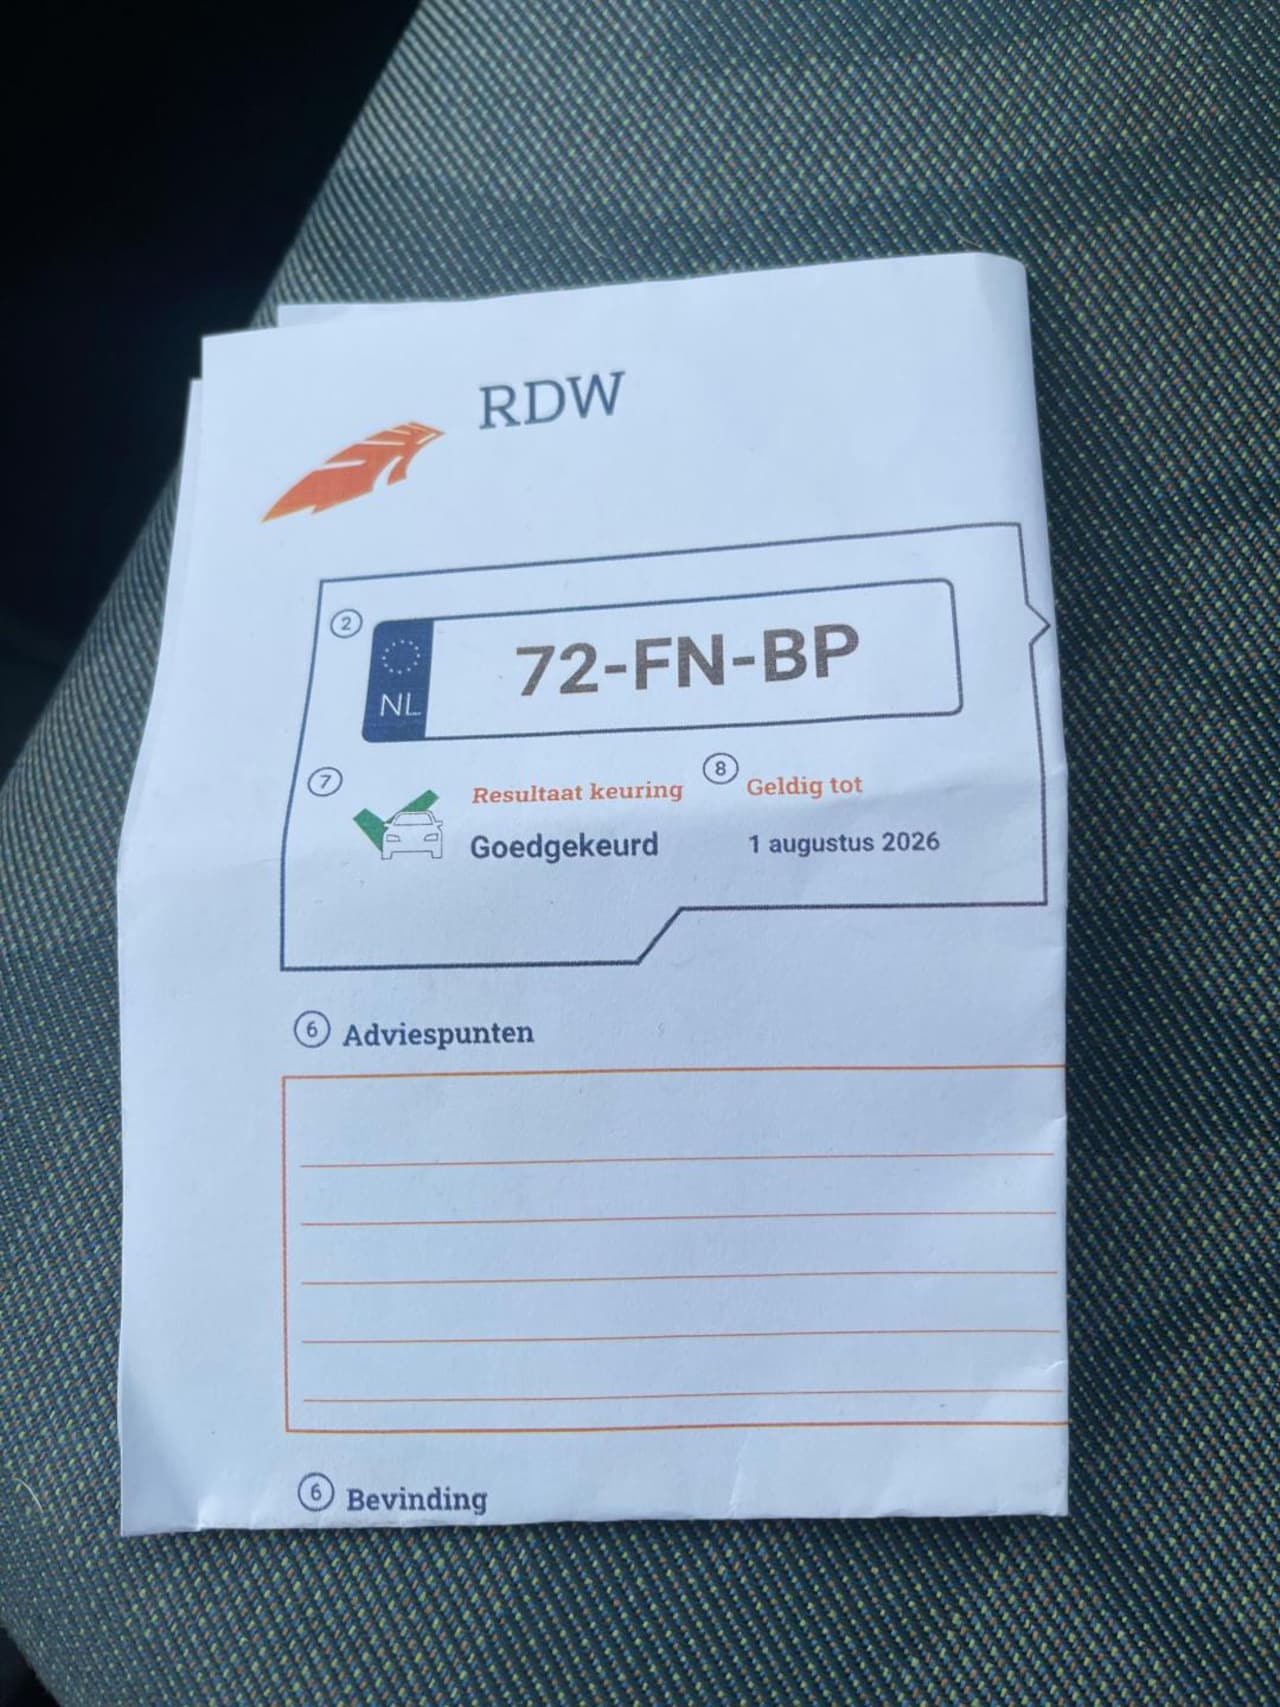 RDW
2
NL
72-FN-BP
7
Resultaat keuring
8
Geldig tot
Goedgekeurd
1 augustus 2026
6 Adviespunten
6 Bevinding